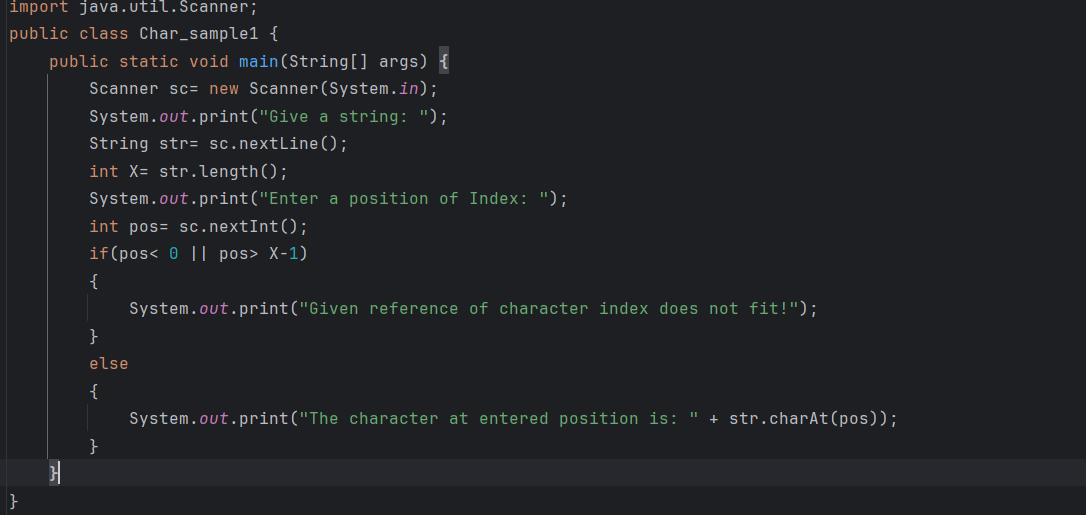 import java.util.Scanner;
public class Char_sample1 {
    public static void main(String[] args) {
        Scanner sc= new Scanner(System.in);
        System.out.print("Give a string: ");
        String str= sc.nextLine();
        int X= str.length();
        System.out.print("Enter a position of Index: ");
        int pos= sc.nextInt();
        if(pos< 0 || pos> X-1)
        {
            System.out.print("Given reference of character index does not fit!");
        }
        else
        {
            System.out.print("The character at entered position is: " + str.charAt(pos));
        }
    }
}